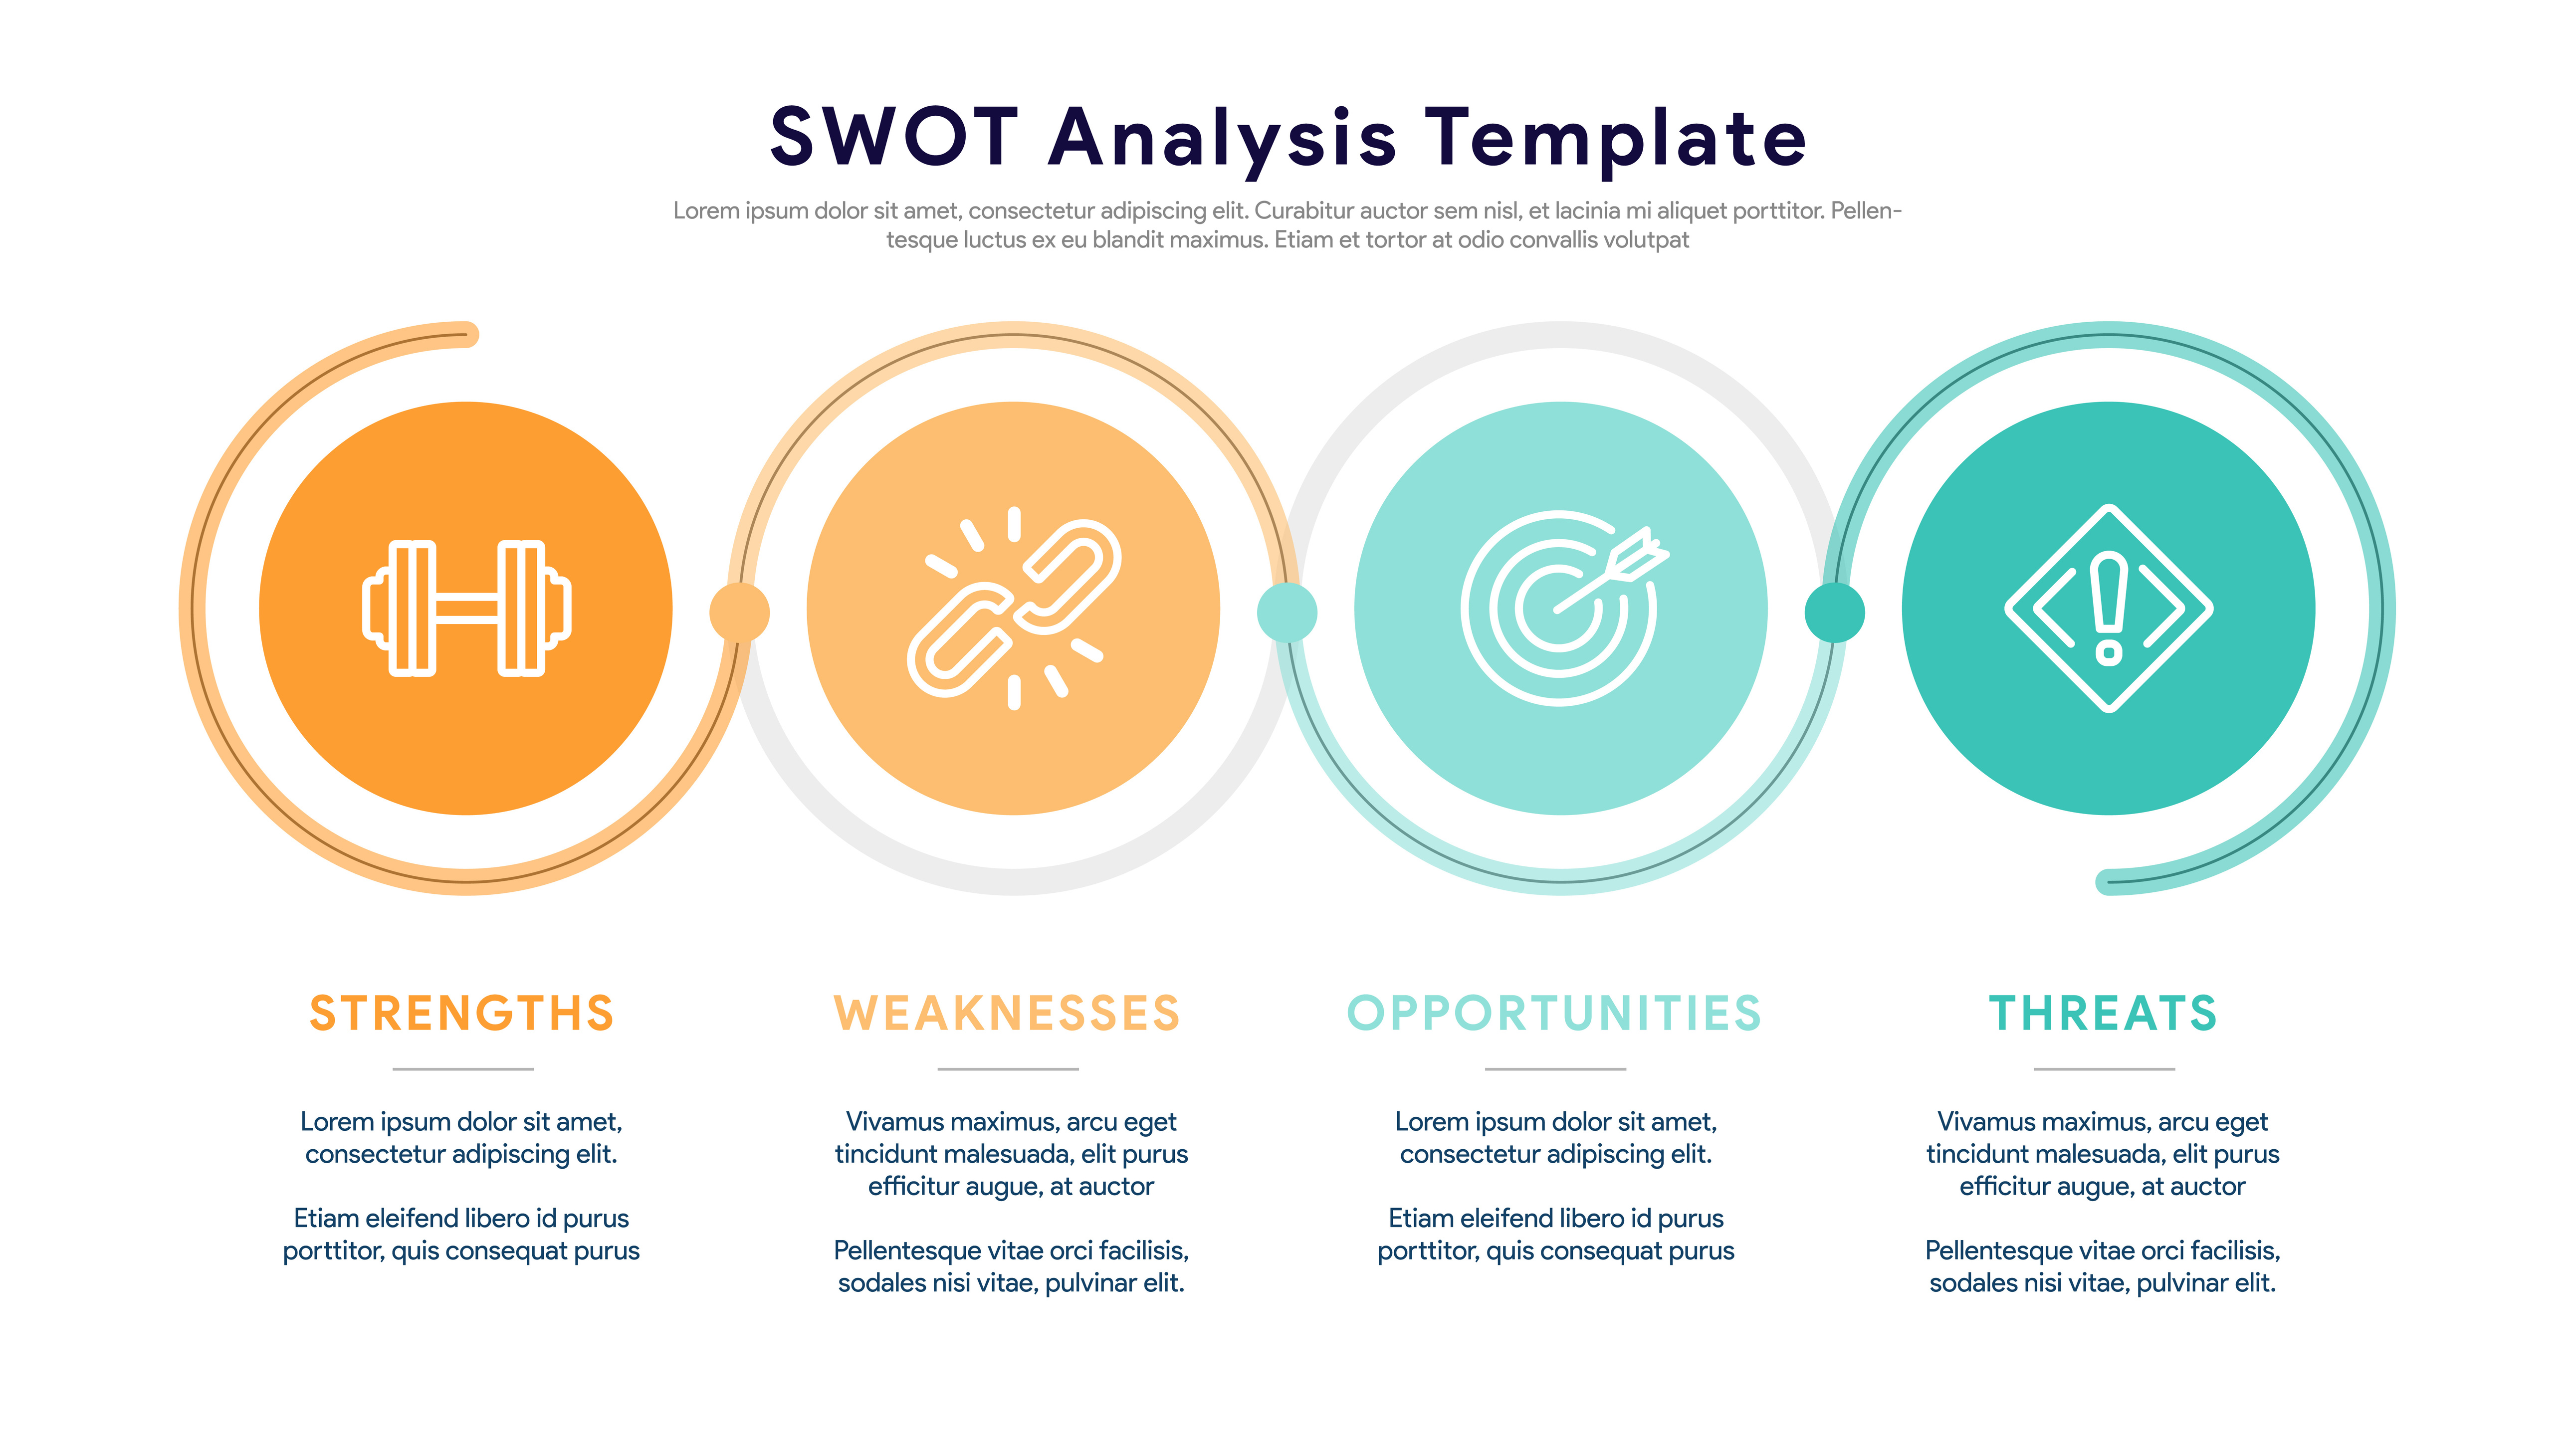 SWOT Analysis Template
Lorem ipsum dolor sit amet, consectetur adipiscing elit. Curabitur auctor sem nisl, et lacinia mi aliquet porttitor. Pellen-
tesque luctus ex eu blandit maximus. Etiam et tortor at odio convallis volutpat
STRENGTHS
Lorem ipsum dolor sit amet,
consectetur adipiscing elit.
Etiam eleifend libero id purus
porttitor, quis consequat purus
WEAKNESSES
Vivamus maximus, arcu eget
tincidunt malesuada, elit purus
efficitur augue, at auctor
Pellentesque vitae orci facilisis,
sodales nisi vitae, pulvinar elit.
OPPORTUNITIES
Lorem ipsum dolor sit amet,
consectetur adipiscing elit.
Etiam eleifend libero id purus
porttitor, quis consequat purus
THREATS
Vivamus maximus, arcu eget
tincidunt malesuada, elit purus
efficitur augue, at auctor
Pellentesque vitae orci facilisis,
sodales nisi vitae, pulvinar elit.